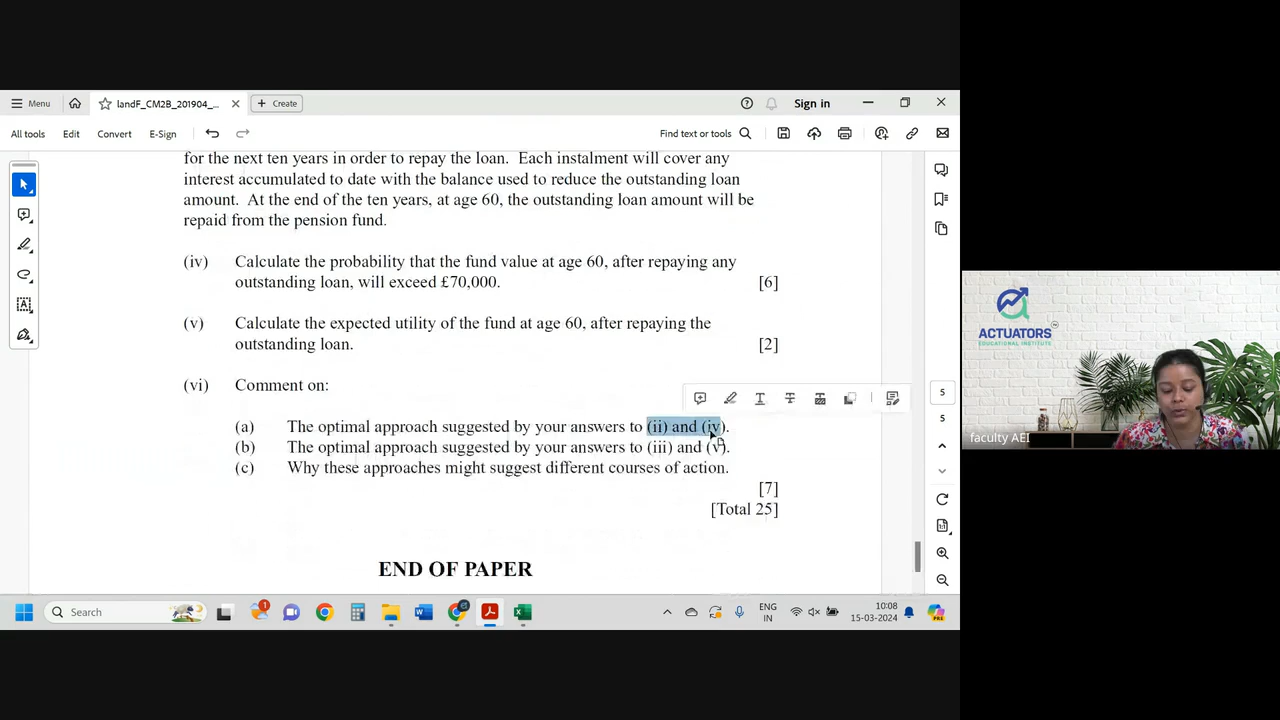 Menu
landF_CM2B_201904_...
Create
Sign in
All tools
Edit
Convert
E-Sign
Find text or tools
for the next ten years in order to repay the loan. Each instalment will cover any
interest accumulated to date with the balance used to reduce the outstanding loan
amount. At the end of the ten years, at age 60, the outstanding loan amount will be
repaid from the pension fund.
(iv) Calculate the probability that the fund value at age 60, after repaying any
outstanding loan, will exceed £70,000. [6]
(v) Calculate the expected utility of the fund at age 60, after repaying the
outstanding loan. [2]
(vi) Comment on:
(a) The optimal approach suggested by your answers to (ii) and (iv).
(b) The optimal approach suggested by your answers to (iii) and (v).
(c) Why these approaches might suggest different courses of action.
[7]
[Total 25]
END OF PAPER
5
5
ACTUATORS
EDUCATIONAL INSTITUTE
faculty AEI
Search
1
ENG
IN
10:08
15-03-2024